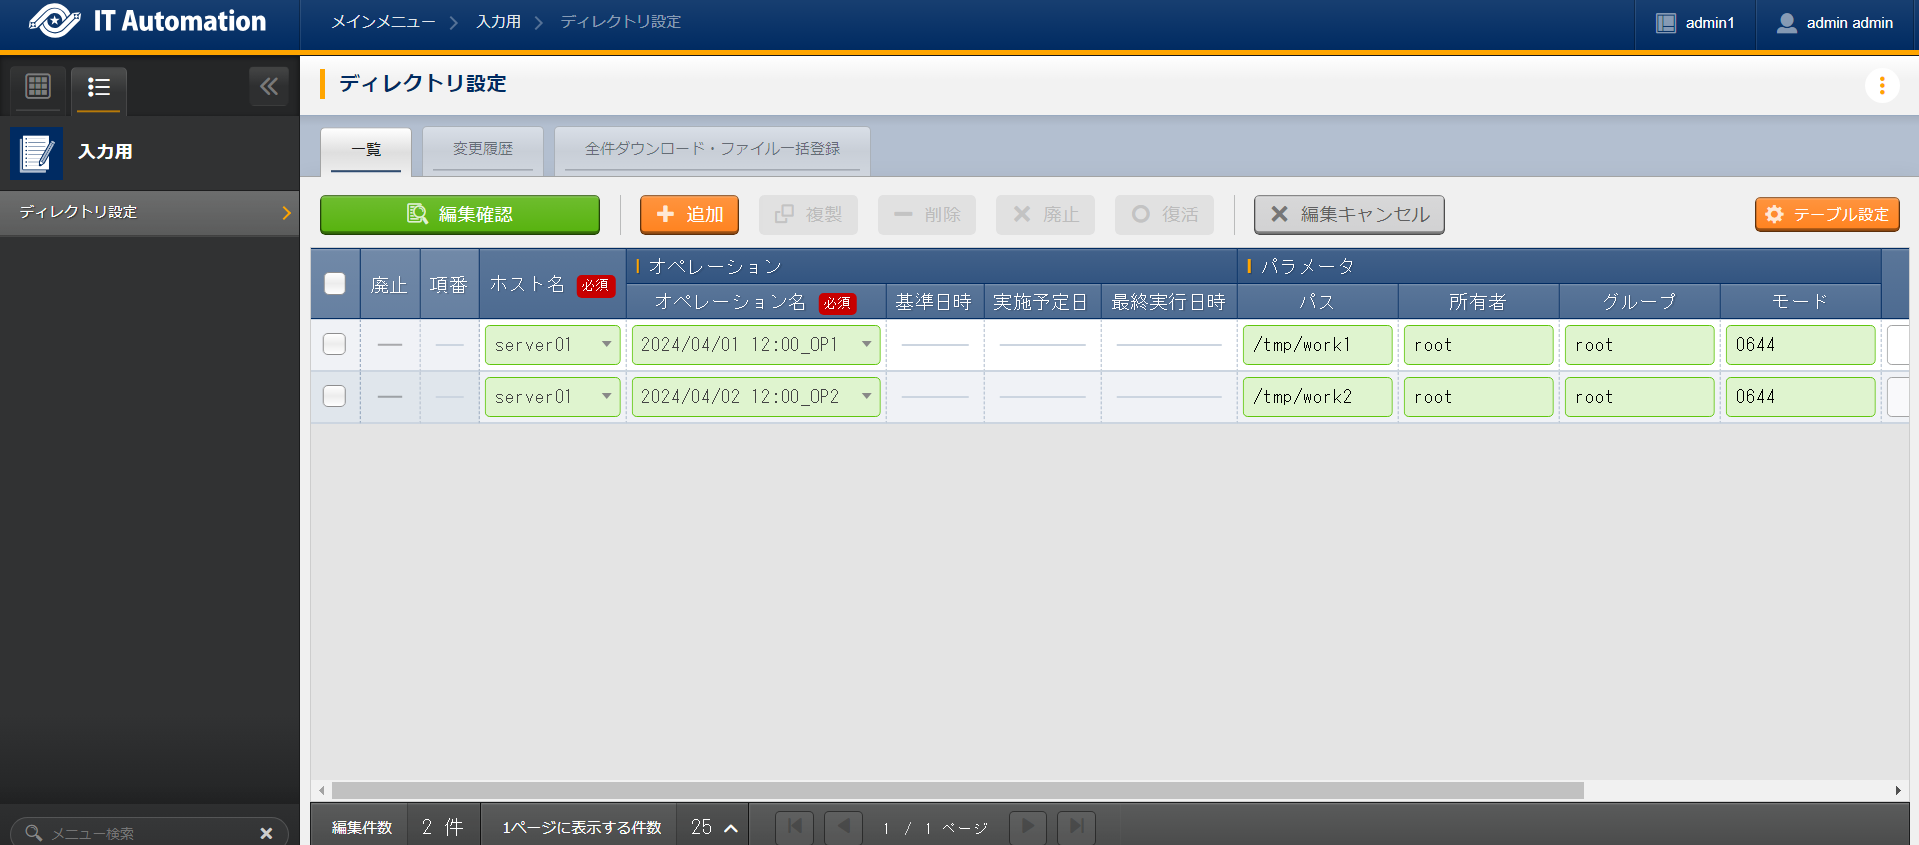 IT Automation
メインメニュー > 入力用 > ディレクトリ設定
admin1
admin admin
入力用
ディレクトリ設定
メニュー検索
ディレクトリ設定
一覧
変更履歴
全件ダウンロード・ファイル一括登録
編集確認
追加
複製
削除
廃止
復活
編集キャンセル
テーブル設定
廃止 項番 ホスト名 必須
オペレーション
オペレーション名 必須 基準日時 実施予定日 最終実行日時
パラメータ
パス 所有者 グループ モード
server01 2024/04/01 12:00_OP1 /tmp/work1 root root 0644
server01 2024/04/02 12:00_OP2 /tmp/work2 root root 0644
編集件数 2 件 1ページに表示する件数 25 1 / 1 ページ